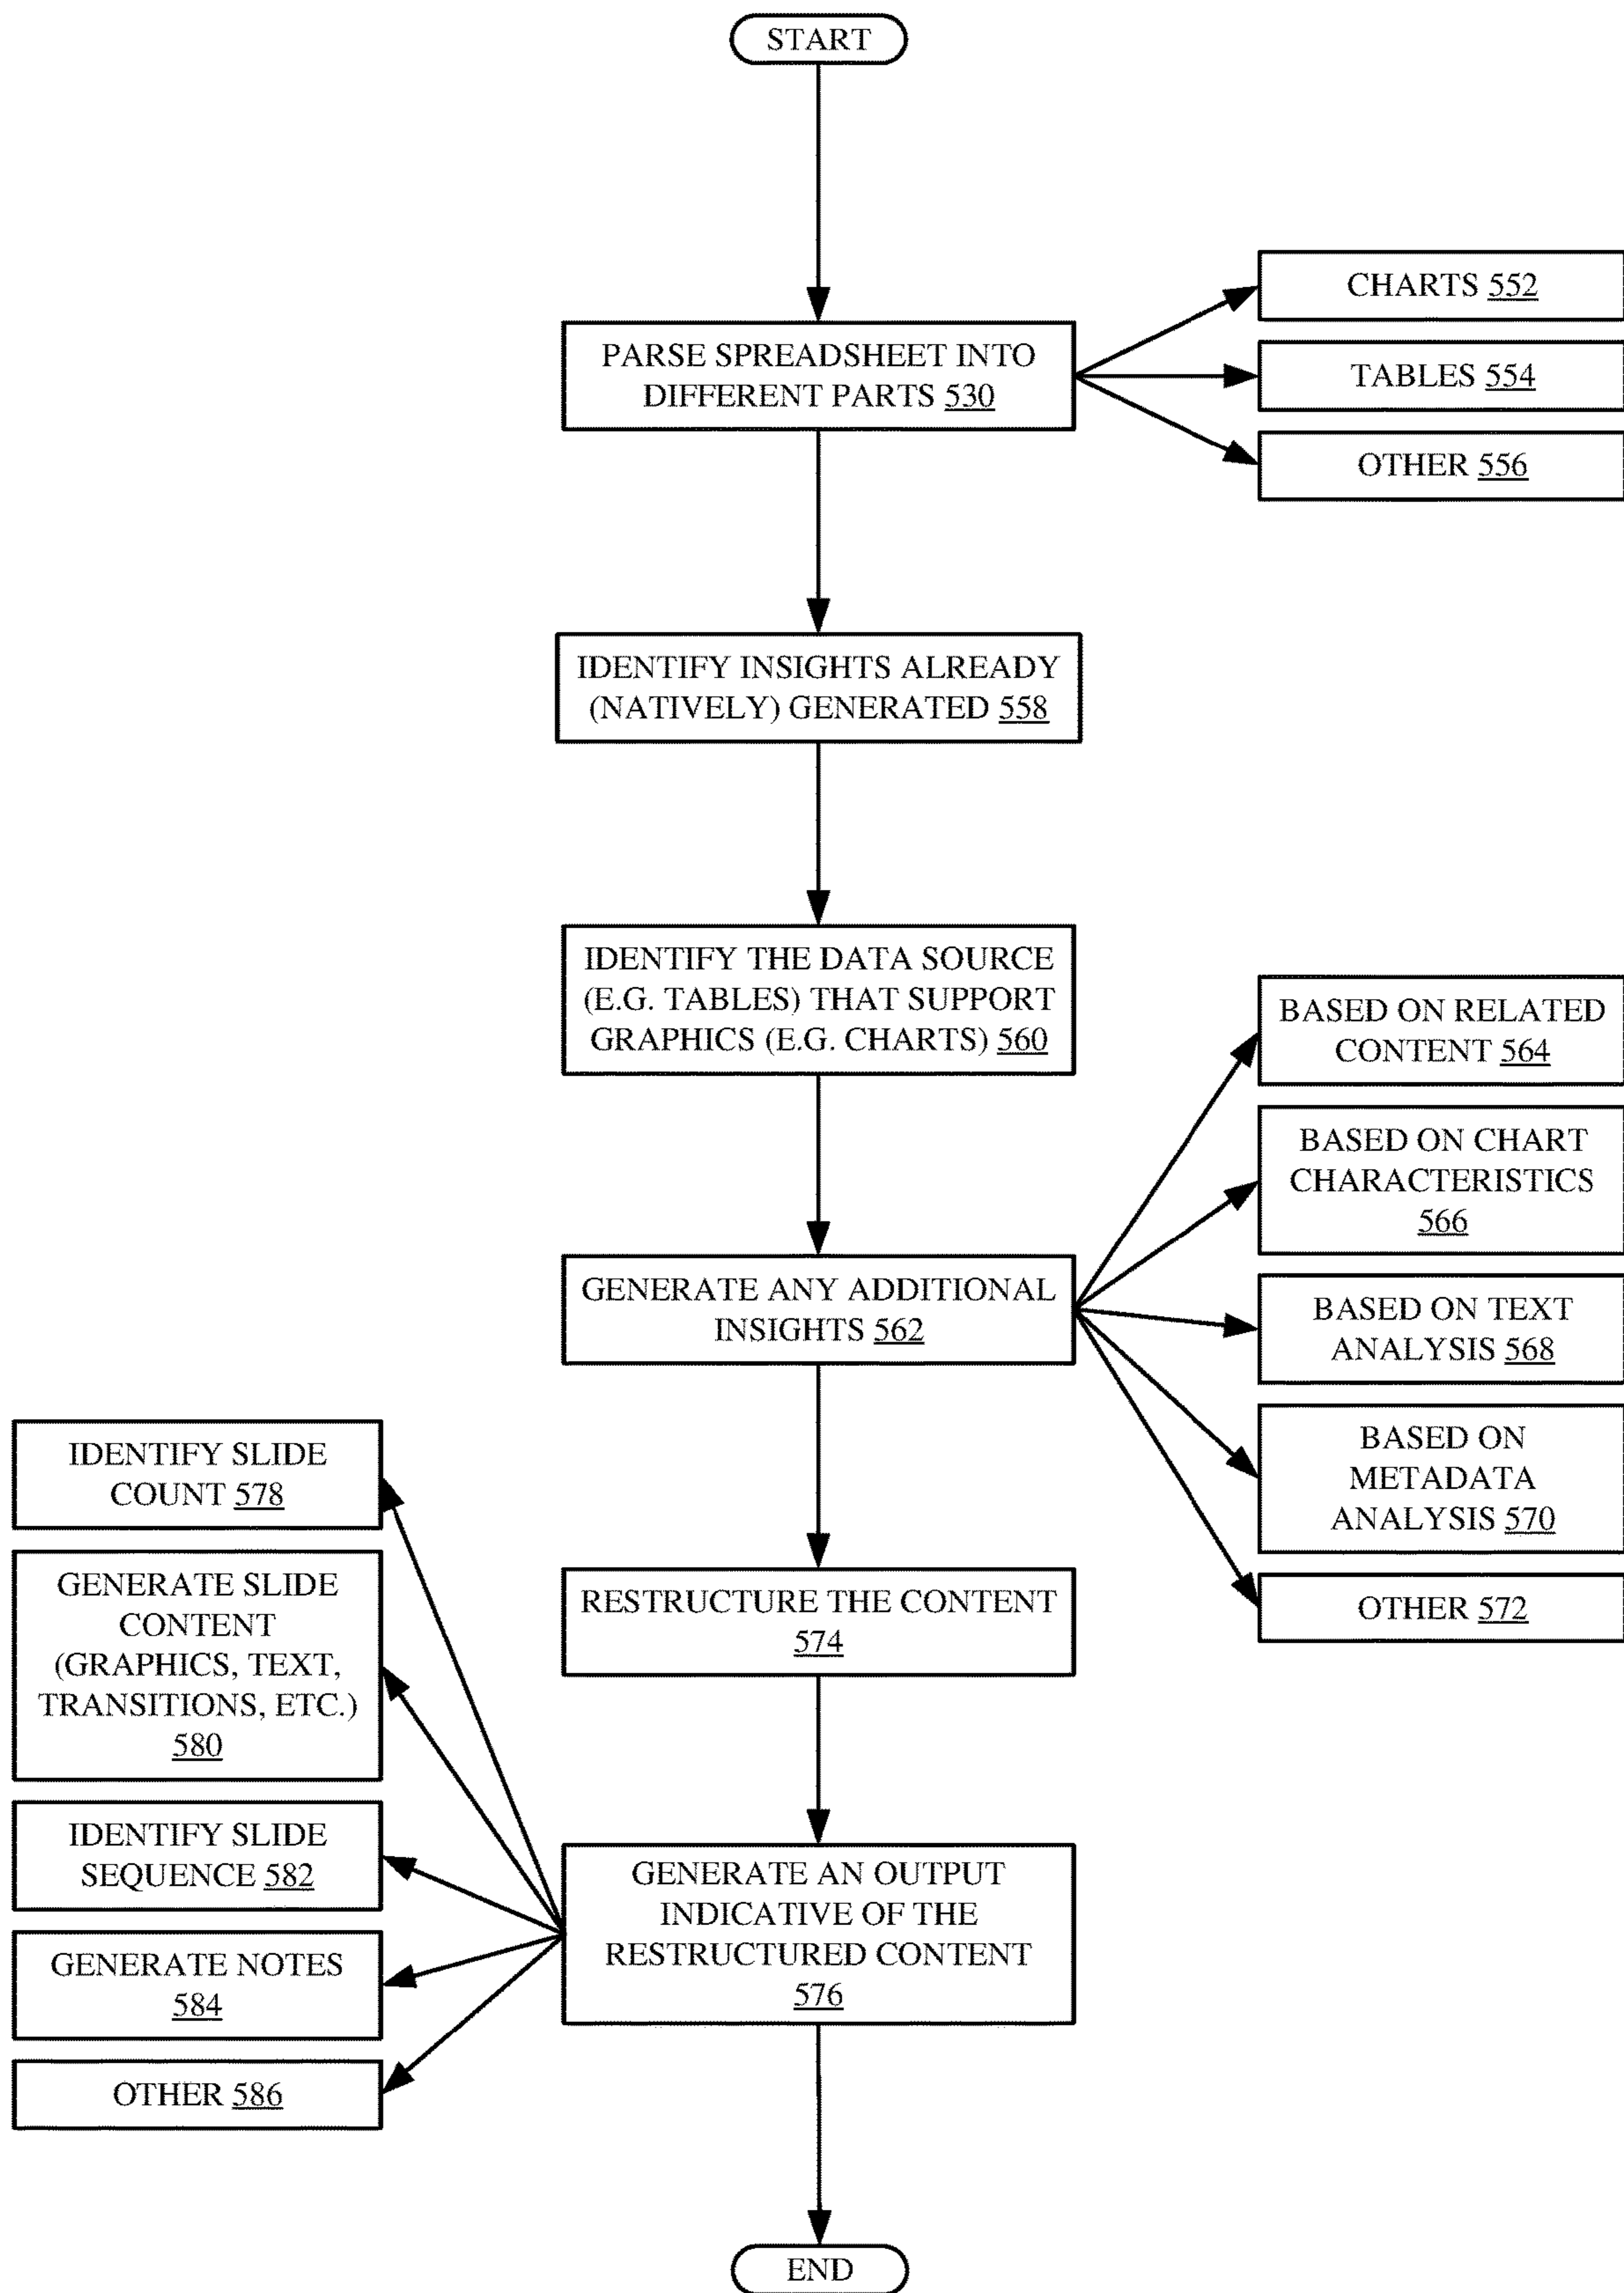 START
PARSE SPREADSHEET INTO
DIFFERENT PARTS 530
CHARTS 552
TABLES 554
OTHER 556
IDENTIFY INSIGHTS ALREADY
(NATIVELY) GENERATED 558
IDENTIFY THE DATA SOURCE
(E.G. TABLES) THAT SUPPORT
GRAPHICS (E.G. CHARTS) 560
GENERATE ANY ADDITIONAL
INSIGHTS 562
BASED ON RELATED
CONTENT 564
BASED ON CHART
CHARACTERISTICS
566
BASED ON TEXT
ANALYSIS 568
BASED ON
METADATA
ANALYSIS 570
OTHER 572
RESTRUCTURE THE CONTENT
574
GENERATE AN OUTPUT
INDICATIVE OF THE
RESTRUCTURED CONTENT
576
IDENTIFY SLIDE
COUNT 578
GENERATE SLIDE
CONTENT
(GRAPHICS, TEXT,
TRANSITIONS, ETC.)
580
IDENTIFY SLIDE
SEQUENCE 582
GENERATE NOTES
584
OTHER 586
END